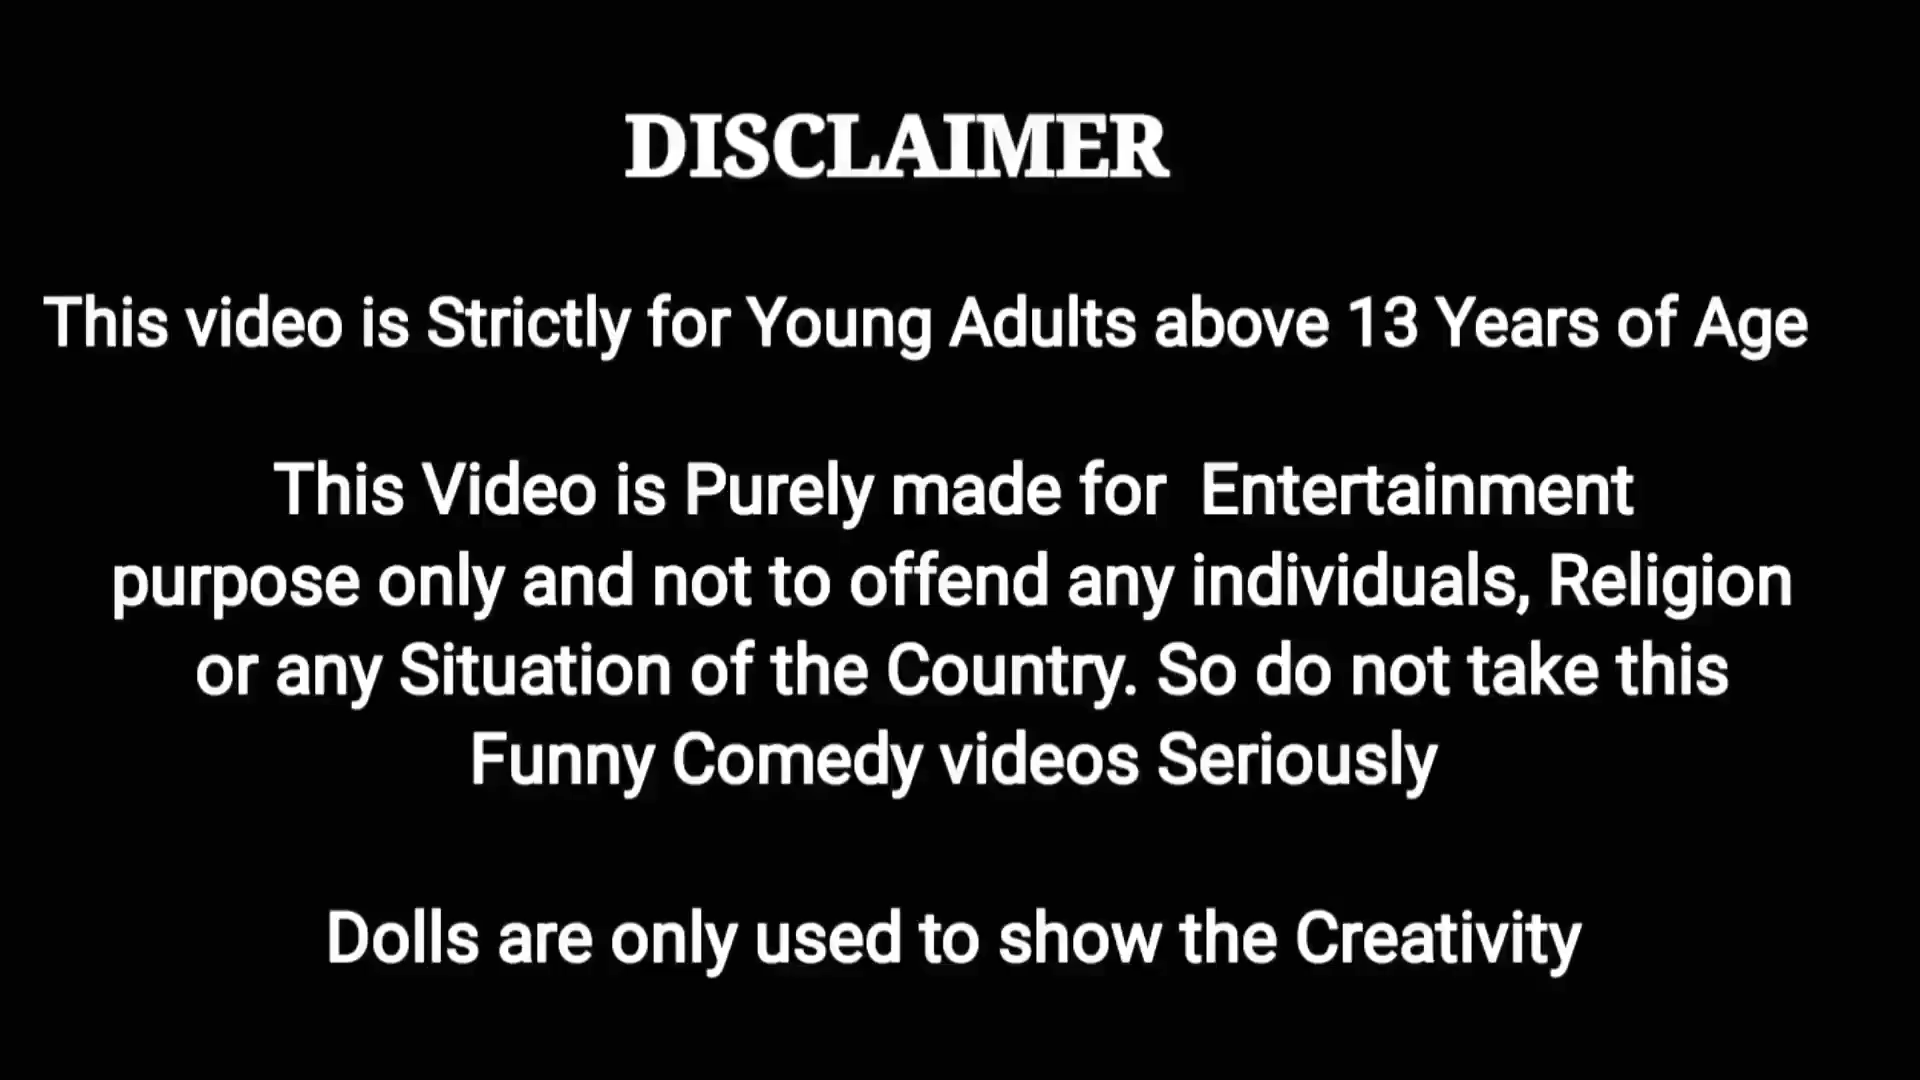 DISCLAIMER
This video is Strictly for Young Adults above 13 Years of Age
This Video is Purely made for  Entertainment
purpose only and not to offend any individuals, Religion
or any Situation of the Country. So do not take this
Funny Comedy videos Seriously
Dolls are only used to show the Creativity